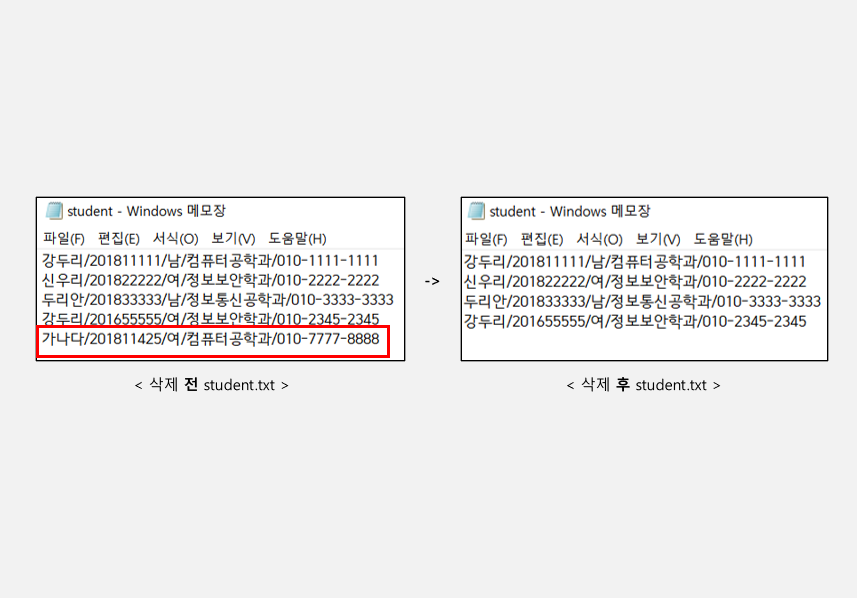 student - Windows 메모장
파일(F) 편집(E) 서식(O) 보기(V) 도움말(H)
강두리/201811111/남/컴퓨터공학과/010-1111-1111
신우리/201822222/여/정보보안학과/010-2222-2222
두리안/201833333/남/정보통신공학과/010-3333-3333
강두리/201655555/여/정보보안학과/010-2345-2345
가나다/201811425/여/컴퓨터공학과/010-7777-8888
< 삭제 전 student.txt >
->
student - Windows 메모장
파일(F) 편집(E) 서식(O) 보기(V) 도움말(H)
강두리/201811111/남/컴퓨터공학과/010-1111-1111
신우리/201822222/여/정보보안학과/010-2222-2222
두리안/201833333/남/정보통신공학과/010-3333-3333
강두리/201655555/여/정보보안학과/010-2345-2345
< 삭제 후 student.txt >